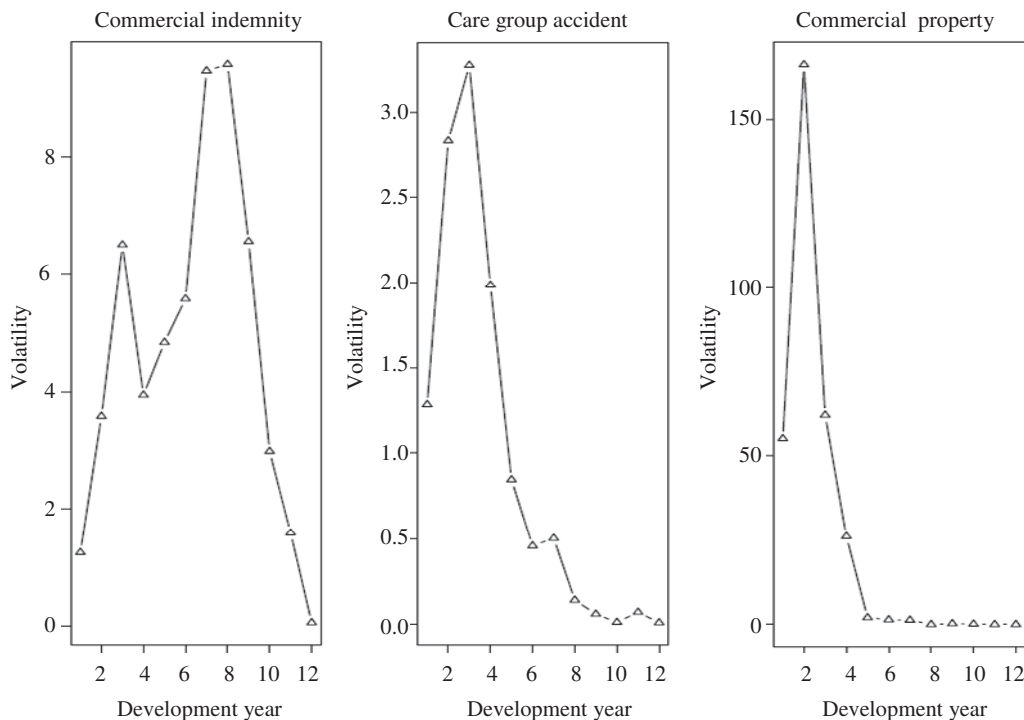 Commercial indemnity
Volatility
8
6
4
2
0
2 4 6 8 10 12
Development year
Care group accident
Volatility
3.0
2.5
2.0
1.5
1.0
0.5
0.0
2 4 6 8 10 12
Development year
Commercial property
Volatility
150
100
50
0
2 4 6 8 10 12
Development year